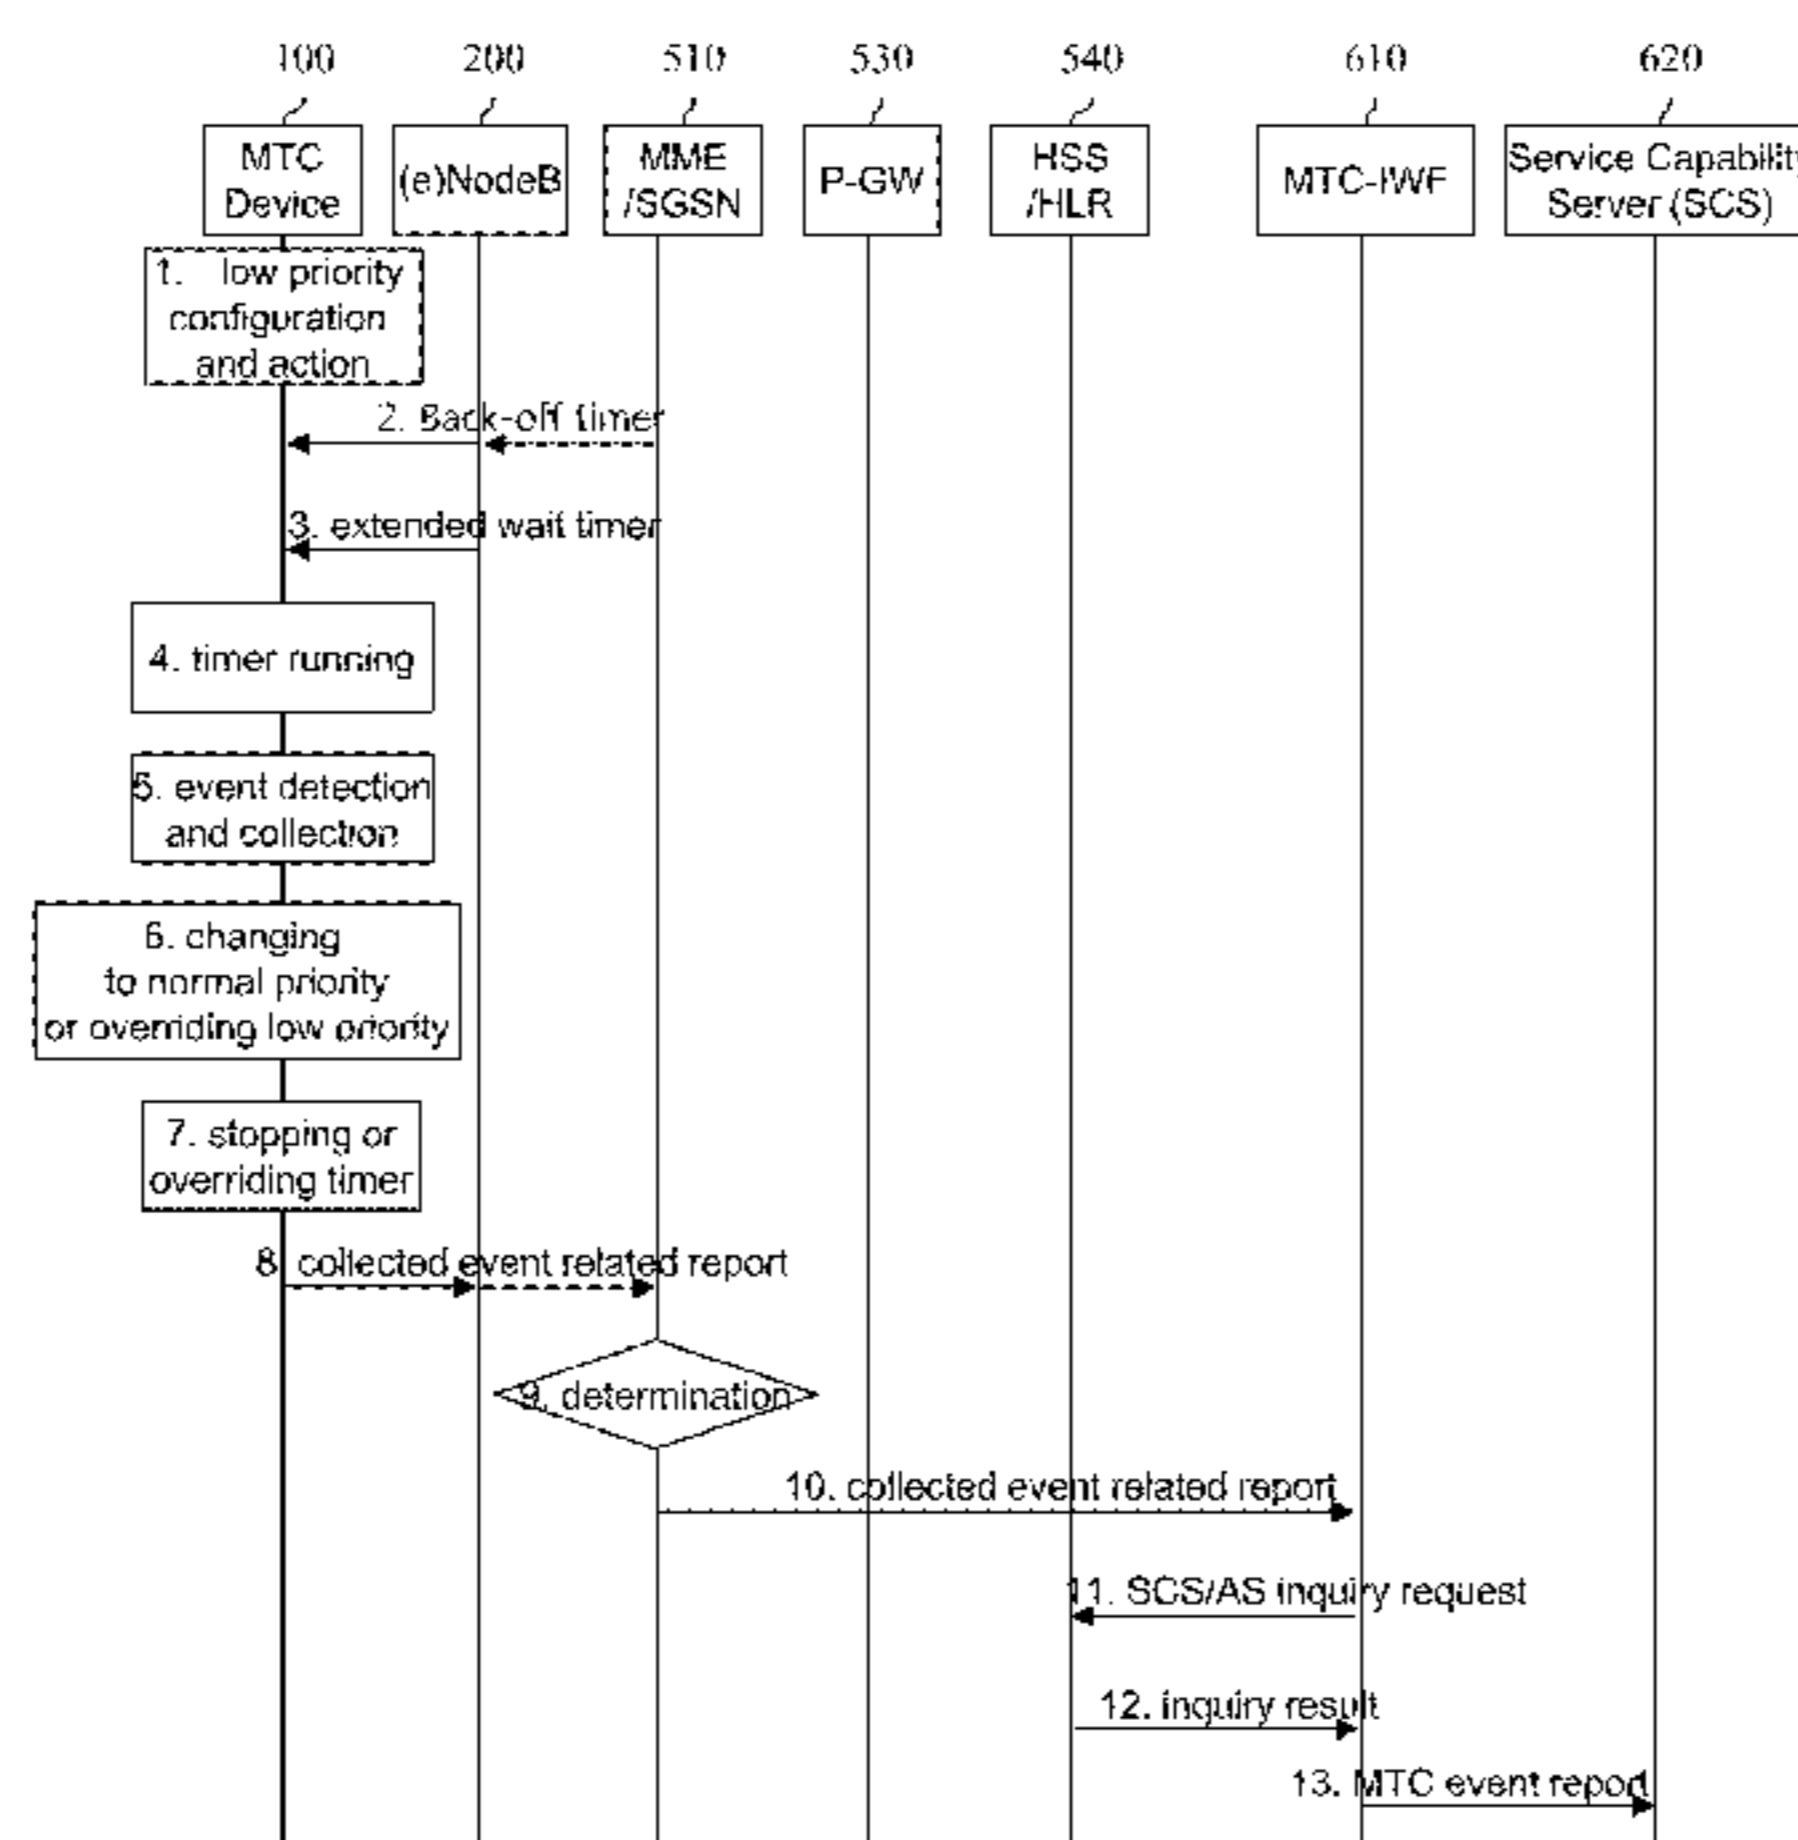 100 200 510 530 540 610 620
MTC
Device
(e)NodeB
MME
/SGSN
P-GW
HSS
/HLR
MTC-IWF
Service Capability
Server (SCS)
1. low priority
configuration
and action
2. Back-off timer
3. extended wait timer
4. timer running
5. event detection
and collection
6. changing
to normal priority
or overriding low priority
7. stopping or
overriding timer
8. collected event related report
9. determination
10. collected event related report
11. SCS/AS inquiry request
12. inquiry result
13. MTC event report